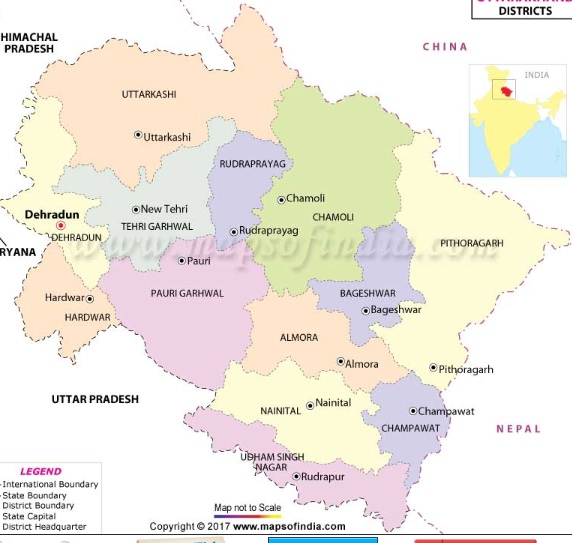 DISTRICTS
HIMACHAL
PRADESH
CHINA
INDIA
UTTARKASHI
Uttarkashi
RUDRAPRAYAG
Chamoli
CHAMOLI
New Tehri
TEHRI GARHWAL
Dehradun
DEHRADUN
Rudraprayag
RYANA
PITHORAGARH
www.mapsofindia.com
Pauri
PAURI GARHWAL
Hardwar
HARDWAR
BAGESHWAR
Bageshwar
ALMORA
Almora
Pithoragarh
UTTAR PRADESH
Nainital
NAINITAL
Champawat
CHAMPAWAT
NEPAL
UDHAM SINGH
NAGAR
Rudrapur
LEGEND
International Boundary
State Boundary
District Boundary
State Capital
District Headquarter
Map not to Scale
Copyright © 2017 www.mapsofindia.com